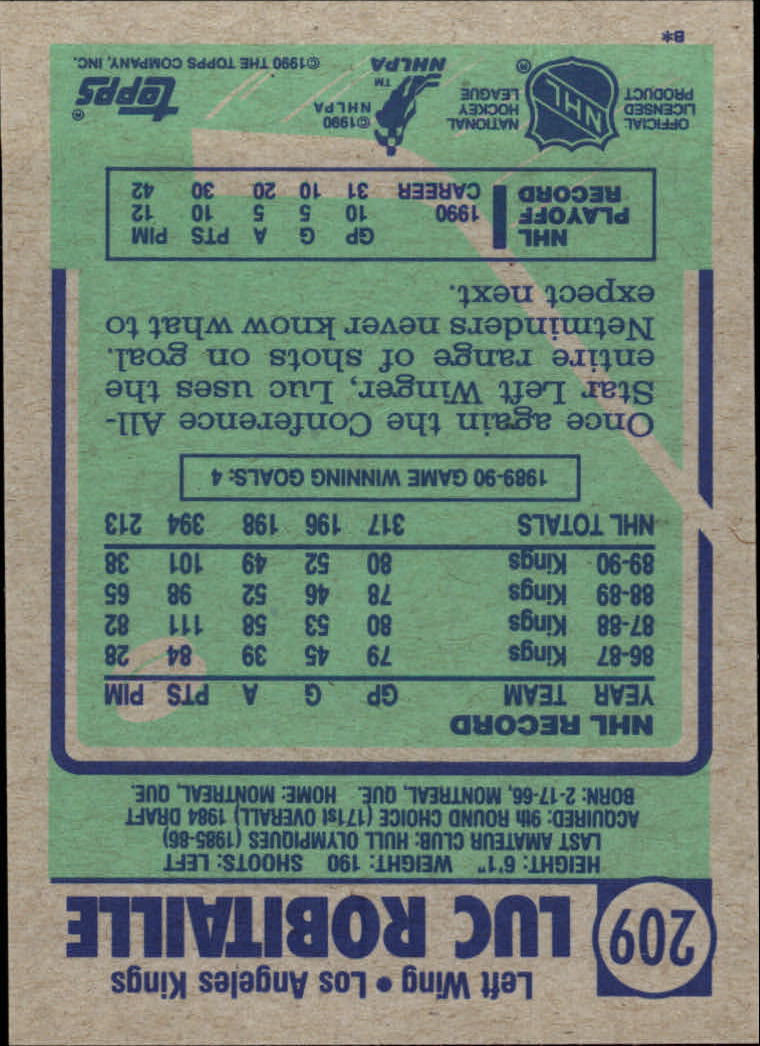 209
LUC ROBITAILLE
Left Wing • Los Angeles Kings
HEIGHT: 6'1". WEIGHT: 190 SHOOTS: LEFT
LAST AMATEUR CLUB: HULL OLYMPIQUES (1985-86)
ACQUIRED: 9th ROUND CHOICE (171st OVERALL) 1984 DRAFT
BORN: 2-17-66, MONTREAL, QUE. HOME: MONTREAL, QUE
NHL RECORD
YEAR TEAM GP G A PTS PIM
86-87 Kings 79 45 39 84 28
87-88 Kings 80 53 58 111 82
88-89 Kings 78 46 52 98 65
89-90 Kings 80 52 49 101 38
NHL TOTALS 317 196 198 394 213
1989-90 GAME WINNING GOALS: 4
Once again the Conference All-
Star Left Winger, Luc uses the
entire range of shots on goal.
Netminders never know what to
expect next.
NHL PLAYOFF RECORD
GP G A PTS PIM
1990 10 5 5 10 12
CAREER 31 10 20 30 42
OFFICIAL LICENSED PRODUCT
NHL
NATIONAL HOCKEY LEAGUE ®
©1990 NHLPA
™
NHLPA
topps ®
©1990 THE TOPPS COMPANY, INC.
B*